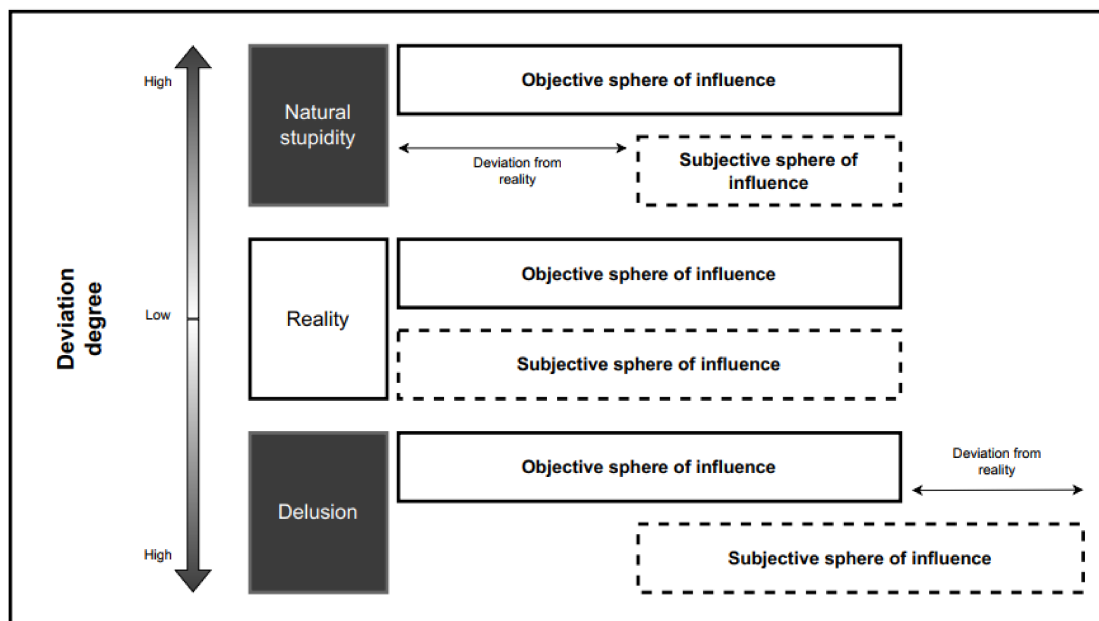 High
Natural
stupidity
Objective sphere of influence
Deviation from
reality
Subjective sphere of
influence
Deviation
degree
Low
Reality
Objective sphere of influence
Subjective sphere of influence
High
Delusion
Objective sphere of influence
Deviation from
reality
Subjective sphere of influence